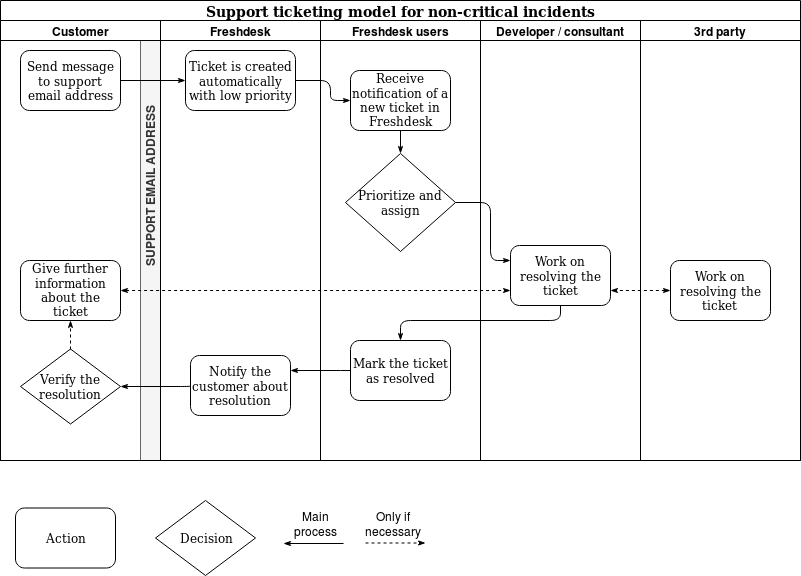 Support ticketing model for non-critical incidents
Customer
Freshdesk
Freshdesk users
Developer / consultant
3rd party
Send message
to support
email address
Ticket is created
automatically
with low priority
Receive
notification of a
new ticket in
Freshdesk
SUPPORT EMAIL ADDRESS
Prioritize and
assign
Give further
information
about the
ticket
Work on
resolving the
ticket
Work on
resolving the
ticket
Verify the
resolution
Notify the
customer about
resolution
Mark the ticket
as resolved
Action
Decision
Main
process
Only if
necessary